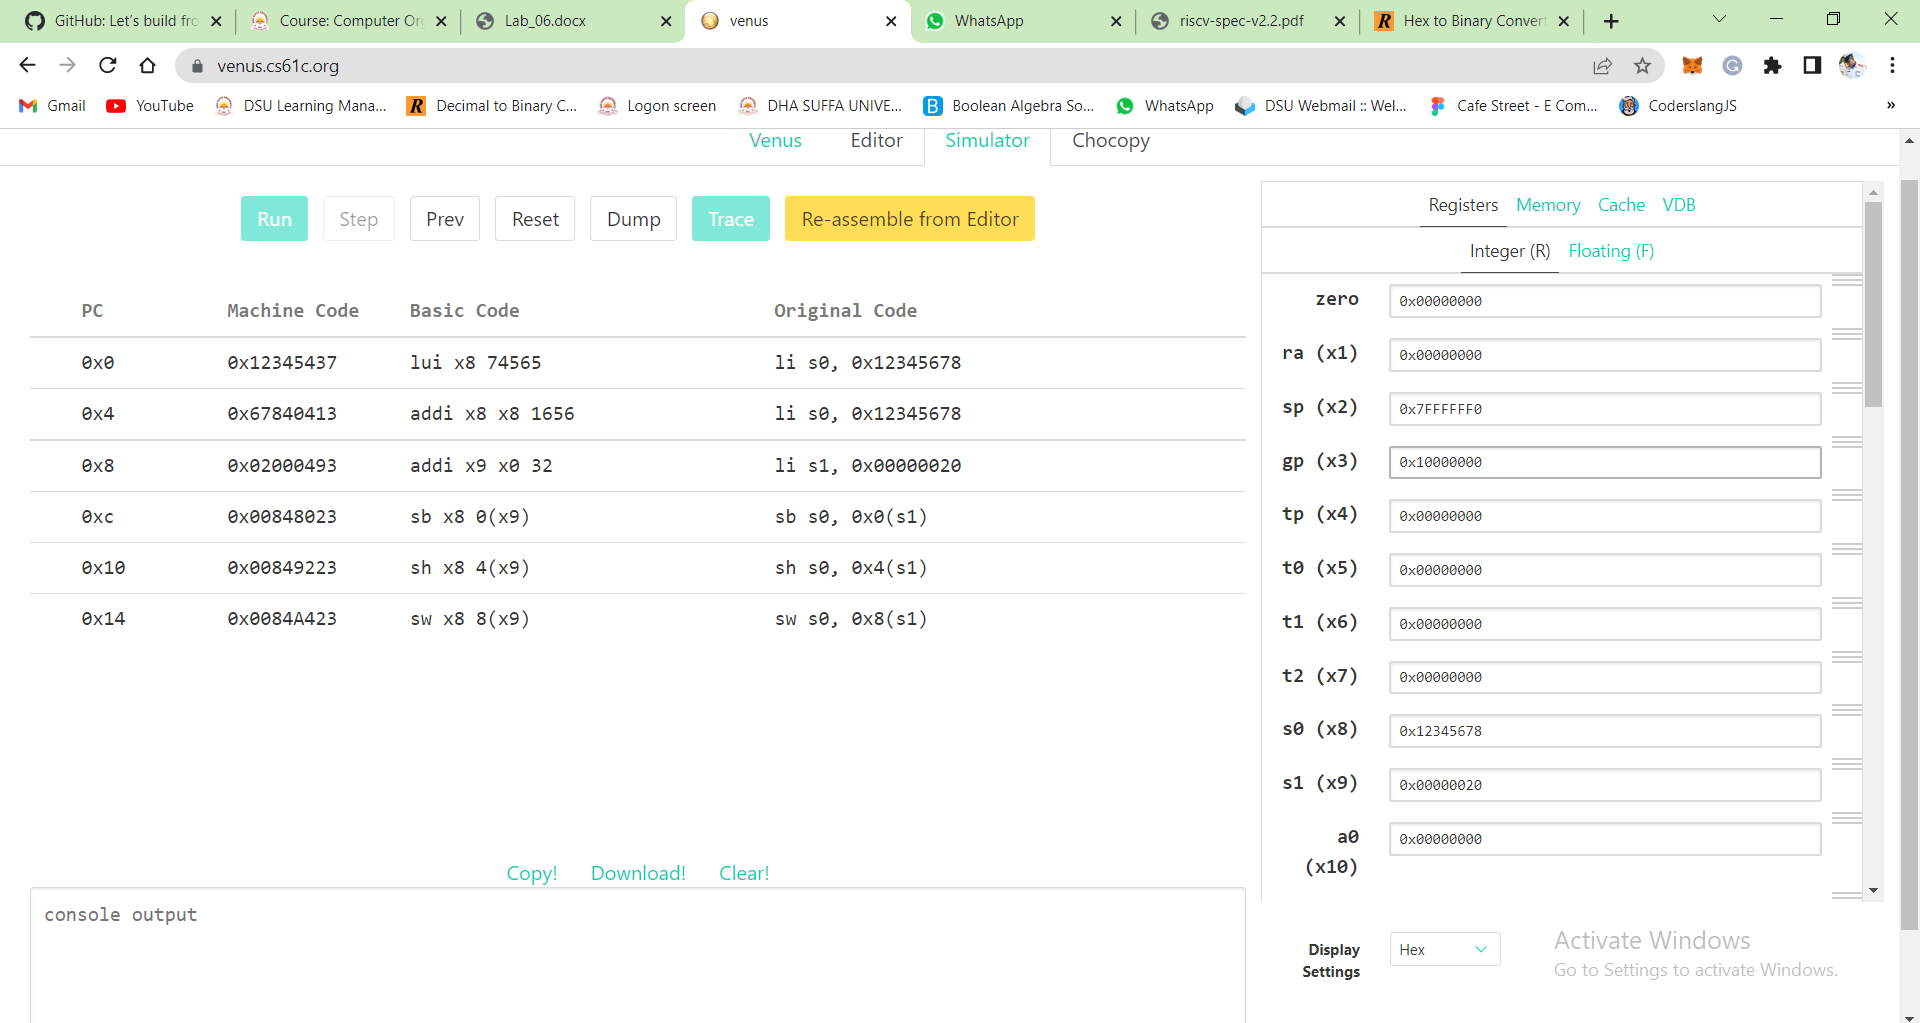 GitHub: Let's build fro
Course: Computer Or
Lab_06.docx
venus
WhatsApp
riscv-spec-v2.2.pdf
Hex to Binary Convert
venus.cs61c.org
Gmail
YouTube
DSU Learning Mana...
Decimal to Binary C...
Logon screen
DHA SUFFA UNIVE...
Boolean Algebra So...
WhatsApp
DSU Webmail :: Wel...
Cafe Street - E Com...
CoderslangJS
»
Venus Editor Simulator Chocopy
Run Step Prev Reset Dump Trace Re-assemble from Editor
PC Machine Code Basic Code Original Code
0x0 0x12345437 lui x8 74565 li s0, 0x12345678
0x4 0x67840413 addi x8 x8 1656 li s0, 0x12345678
0x8 0x02000493 addi x9 x0 32 li s1, 0x00000020
0xc 0x00848023 sb x8 0(x9) sb s0, 0x0(s1)
0x10 0x00849223 sh x8 4(x9) sh s0, 0x4(s1)
0x14 0x0084A423 sw x8 8(x9) sw s0, 0x8(s1)
Copy! Download! Clear!
console output
Registers Memory Cache VDB
Integer (R) Floating (F)
zero 0x00000000
ra (x1) 0x00000000
sp (x2) 0x7FFFFFF0
gp (x3) 0x10000000
tp (x4) 0x00000000
t0 (x5) 0x00000000
t1 (x6) 0x00000000
t2 (x7) 0x00000000
s0 (x8) 0x12345678
s1 (x9) 0x00000020
a0 0x00000000
(x10)
Display Hex
Settings
Activate Windows
Go to Settings to activate Windows.